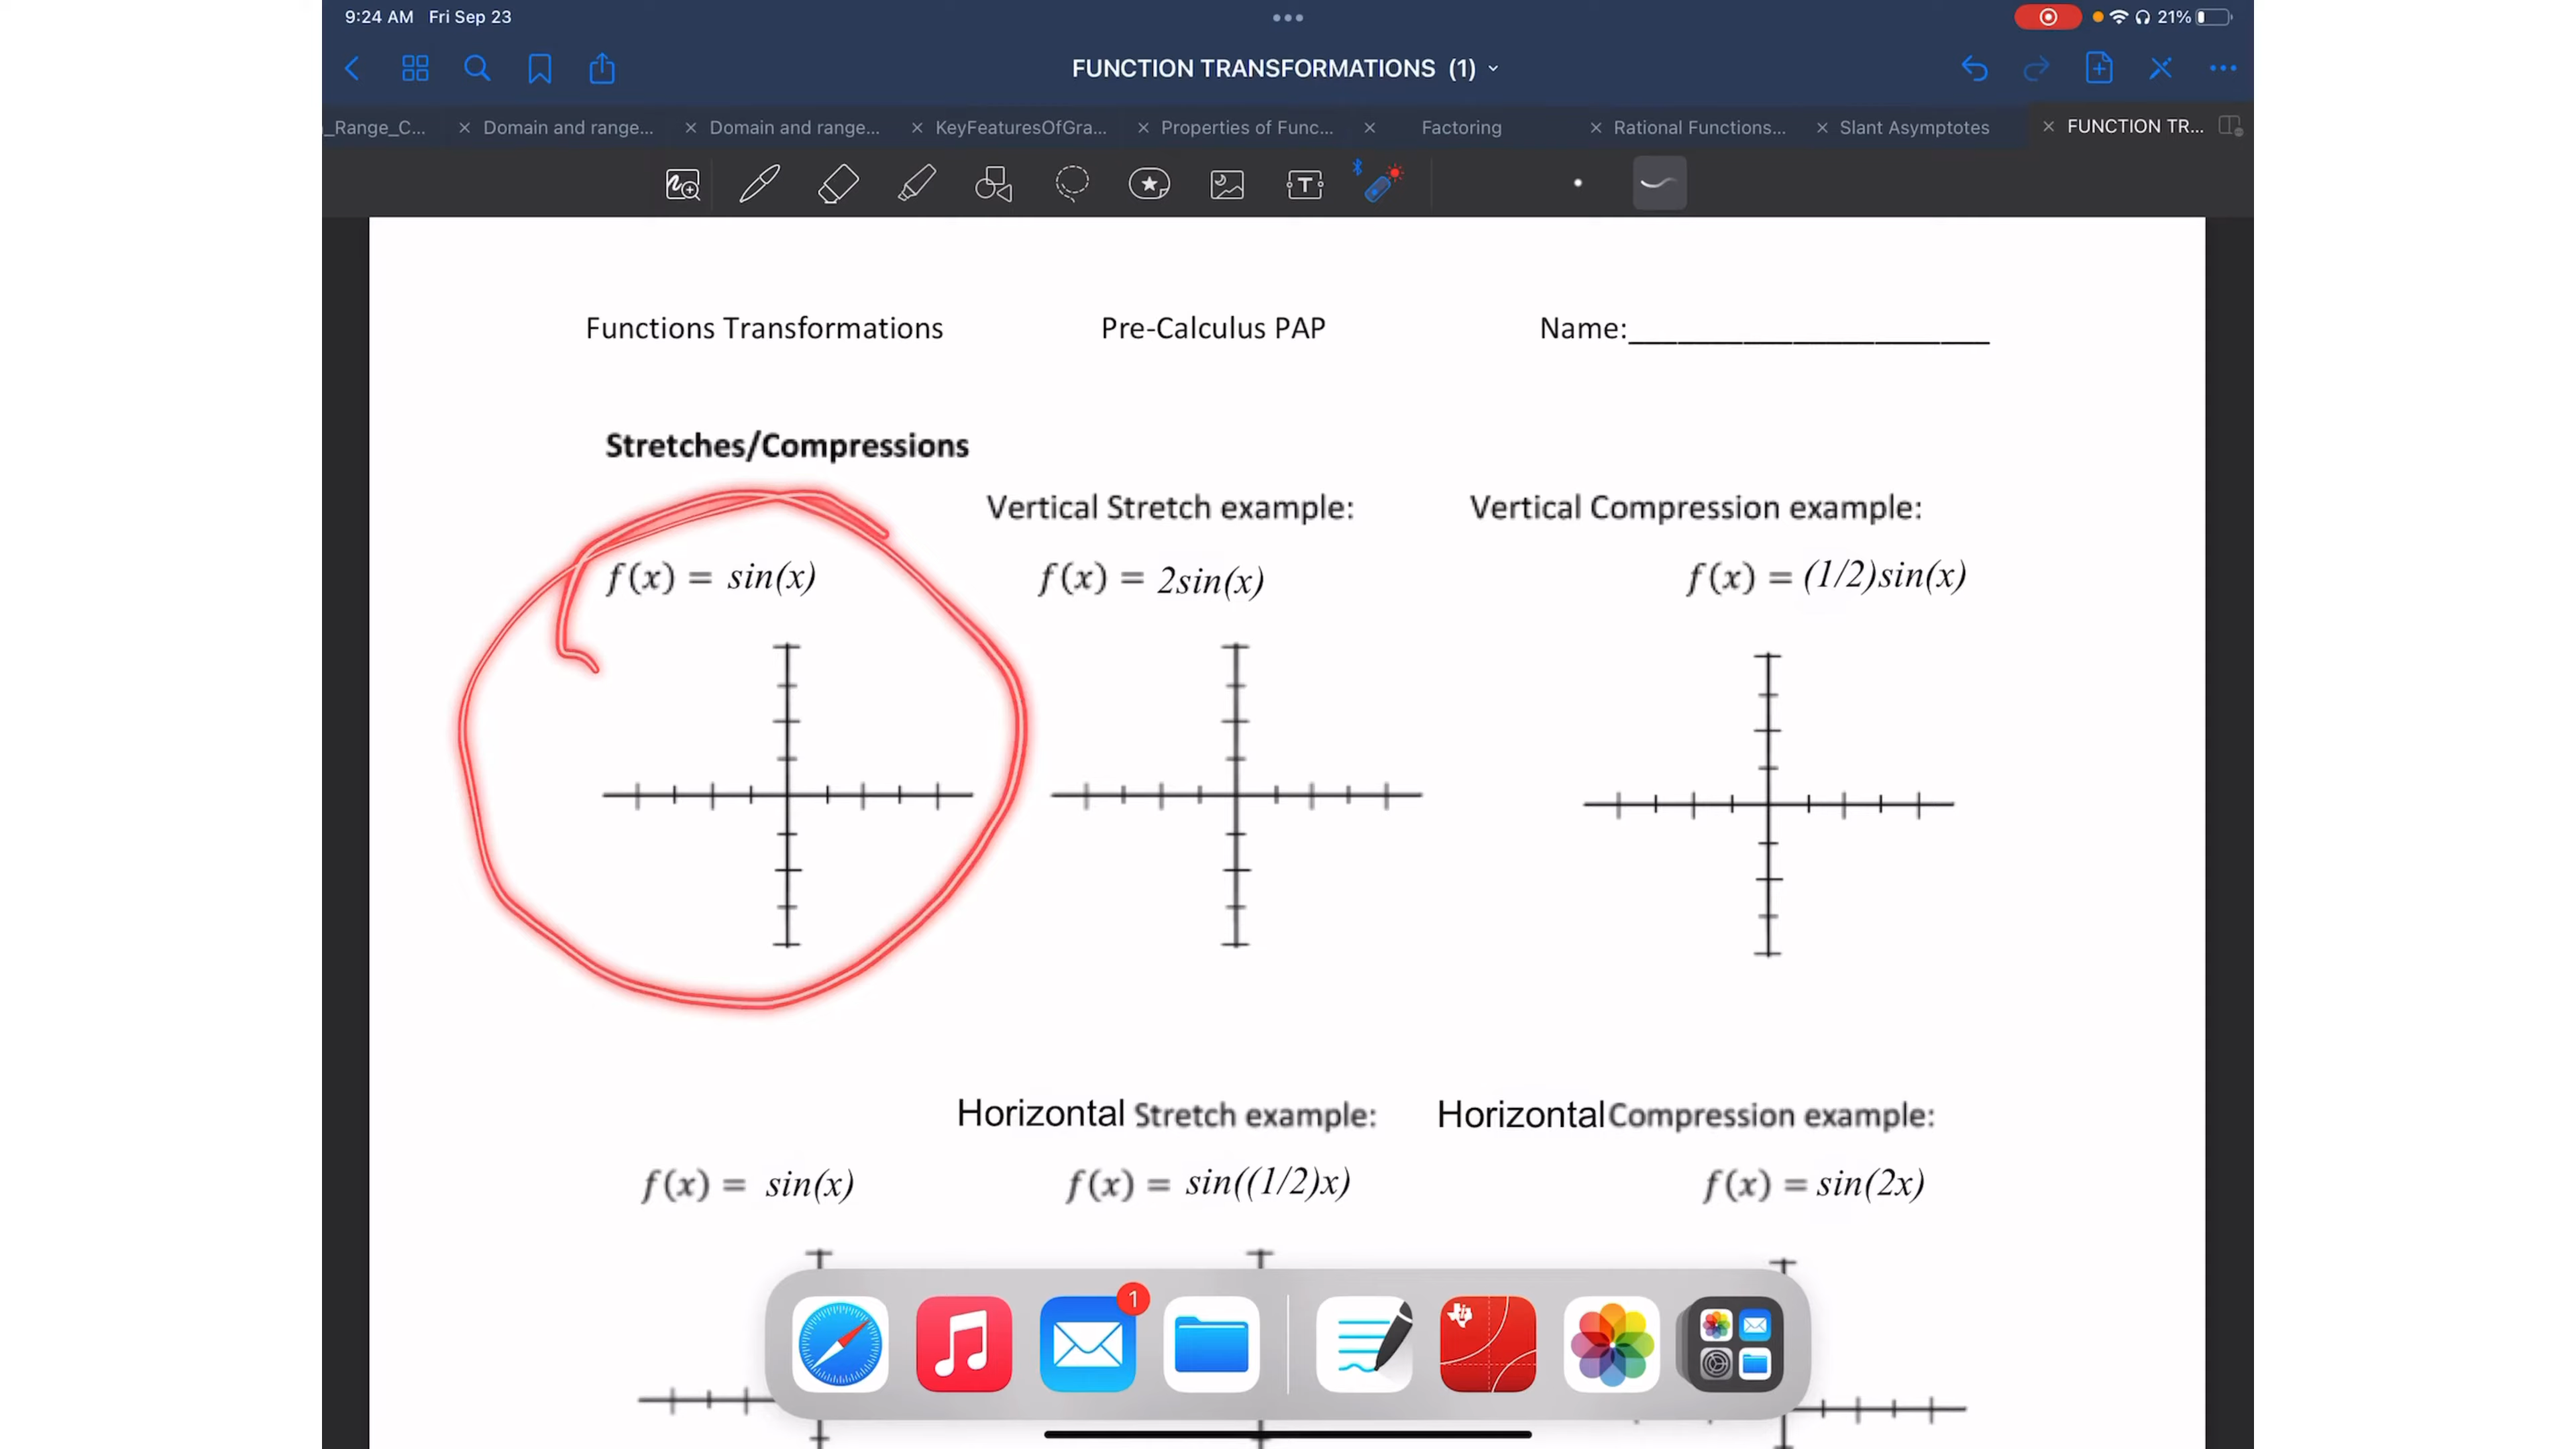 9:24 AM Fri Sep 23
21%
FUNCTION TRANSFORMATIONS (1)
_Range_C... Domain and range... Domain and range... KeyFeaturesOfGra... Properties of Func... Factoring Rational Functions... Slant Asymptotes FUNCTION TR...
T
Functions Transformations Pre-Calculus PAP Name:______________________
Stretches/Compressions
Vertical Stretch example: Vertical Compression example:
f(x) = sin(x) f(x) = 2sin(x) f(x) = (1/2)sin(x)
Horizontal Stretch example: Horizontal Compression example:
f(x) = sin(x) f(x) = sin((1/2)x) f(x) = sin(2x)
1